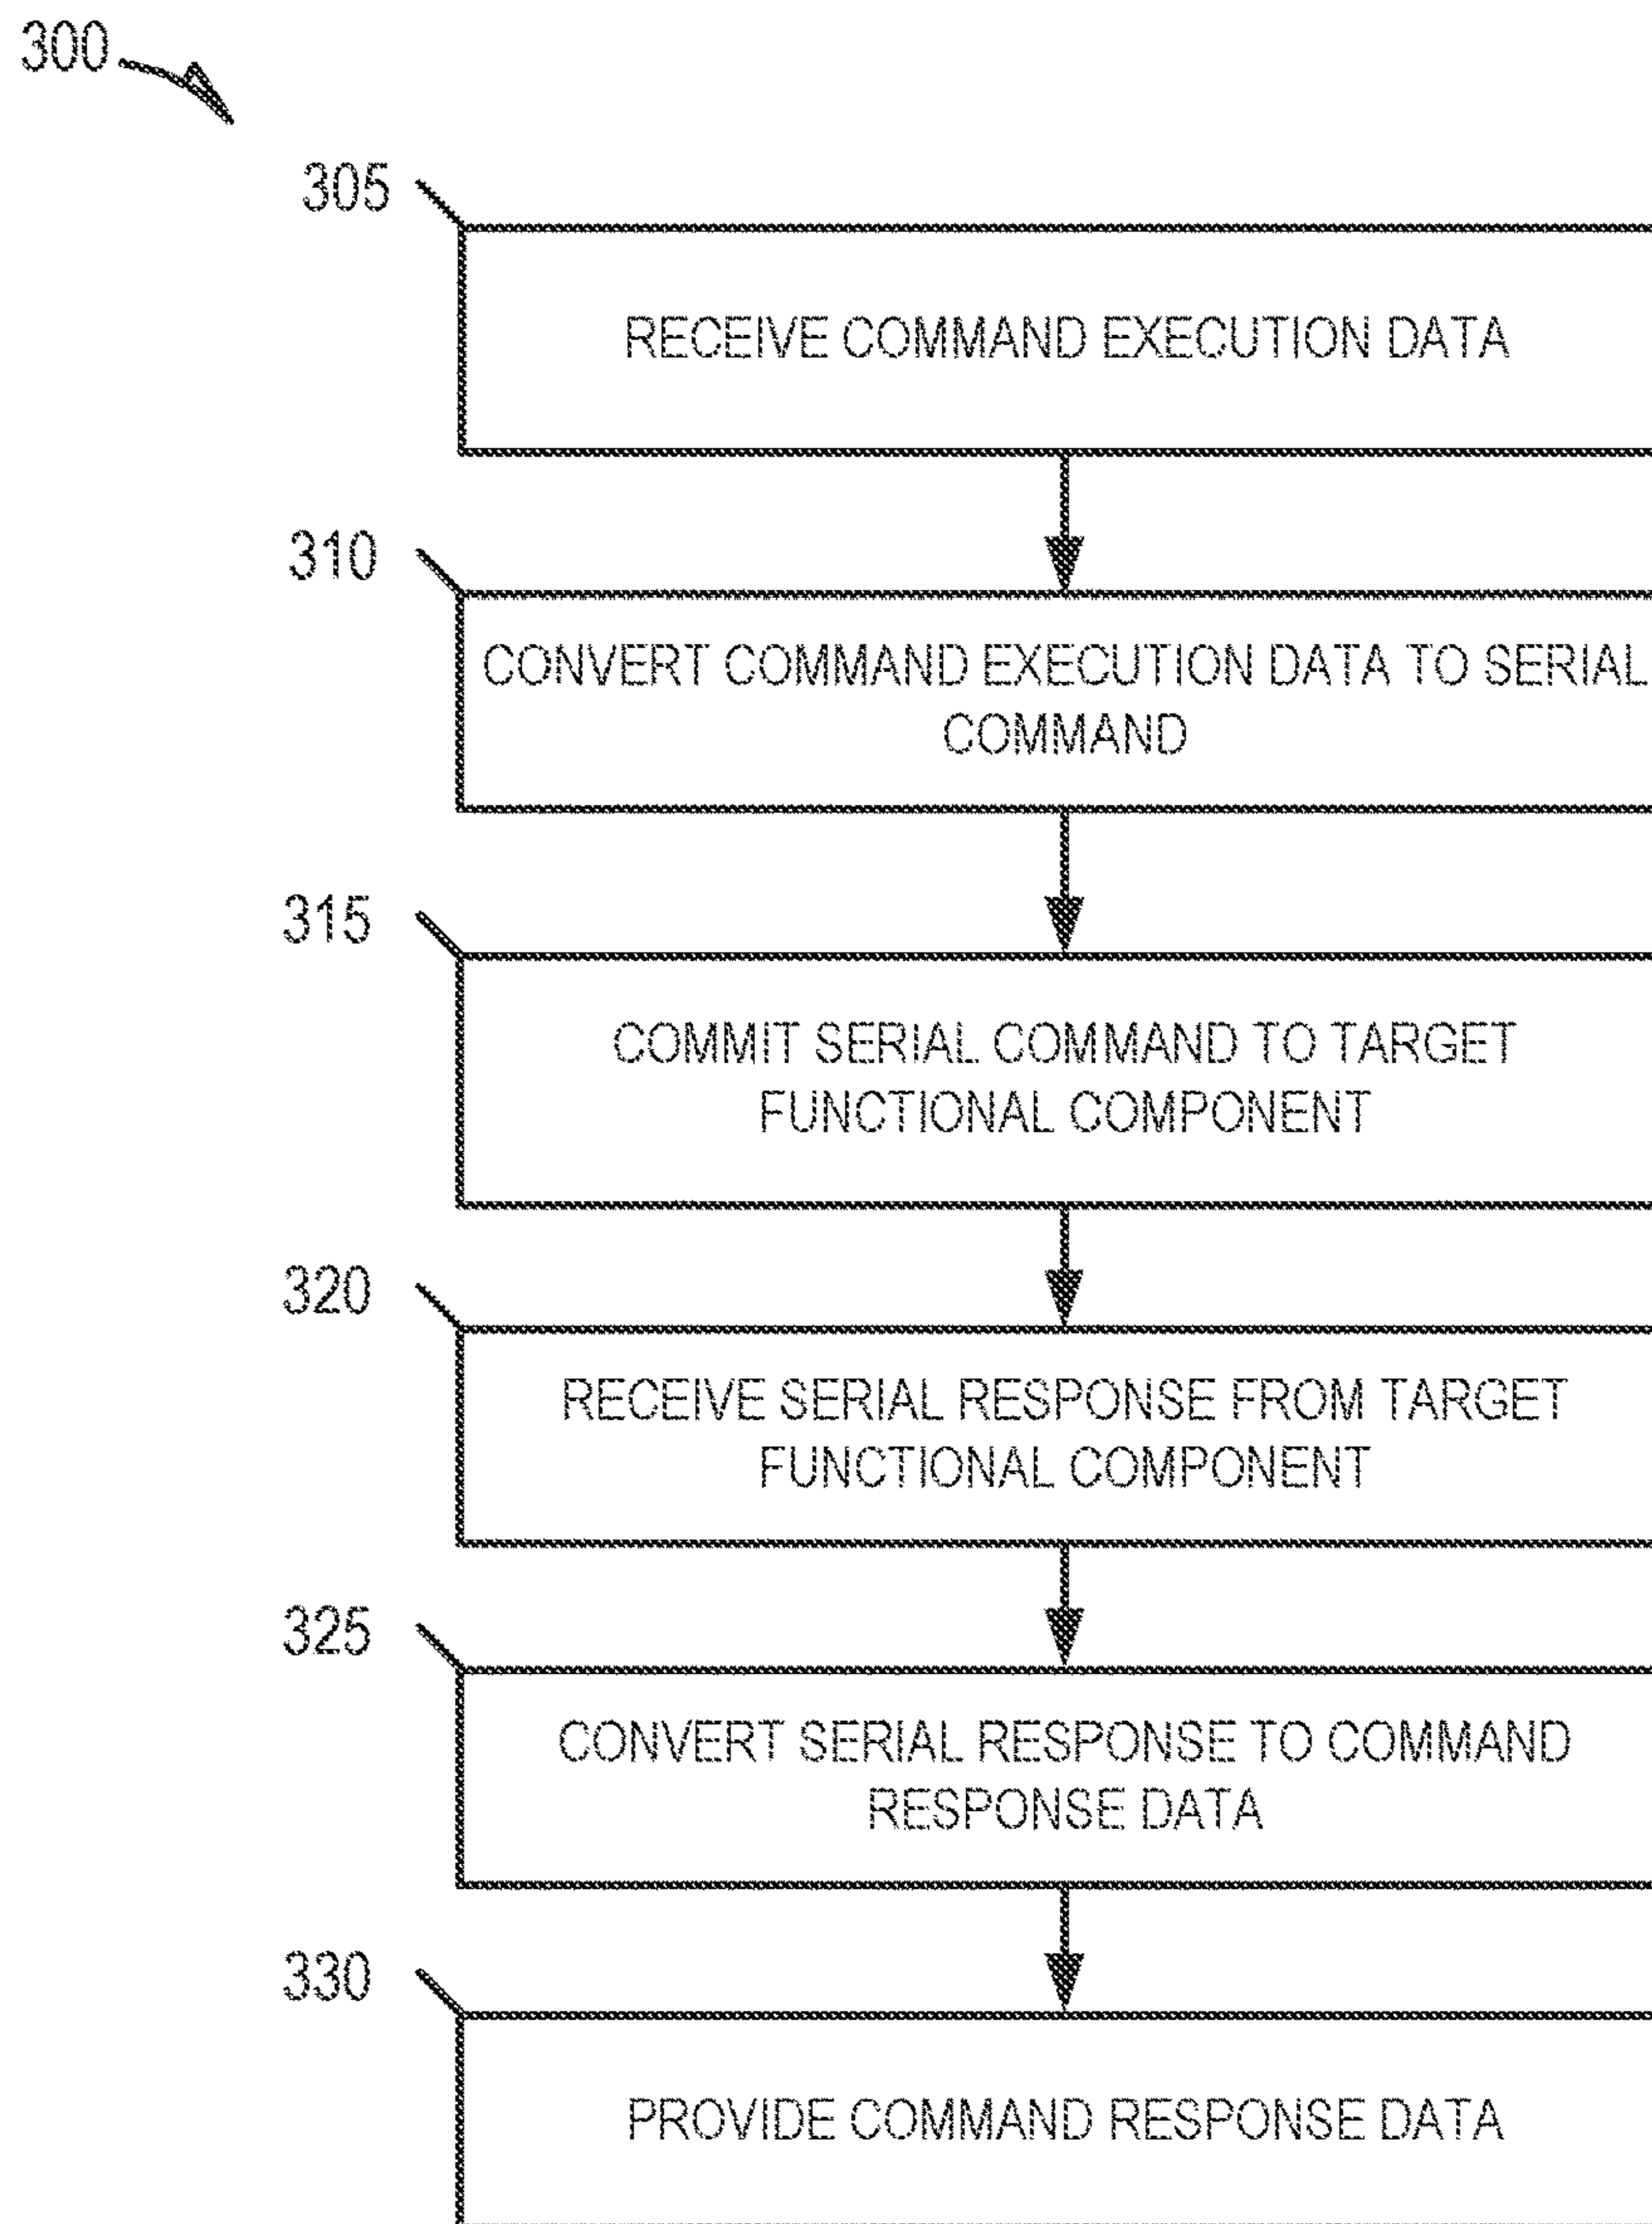 300
305
RECEIVE COMMAND EXECUTION DATA
310
CONVERT COMMAND EXECUTION DATA TO SERIAL
COMMAND
315
COMMIT SERIAL COMMAND TO TARGET
FUNCTIONAL COMPONENT
320
RECEIVE SERIAL RESPONSE FROM TARGET
FUNCTIONAL COMPONENT
325
CONVERT SERIAL RESPONSE TO COMMAND
RESPONSE DATA
330
PROVIDE COMMAND RESPONSE DATA